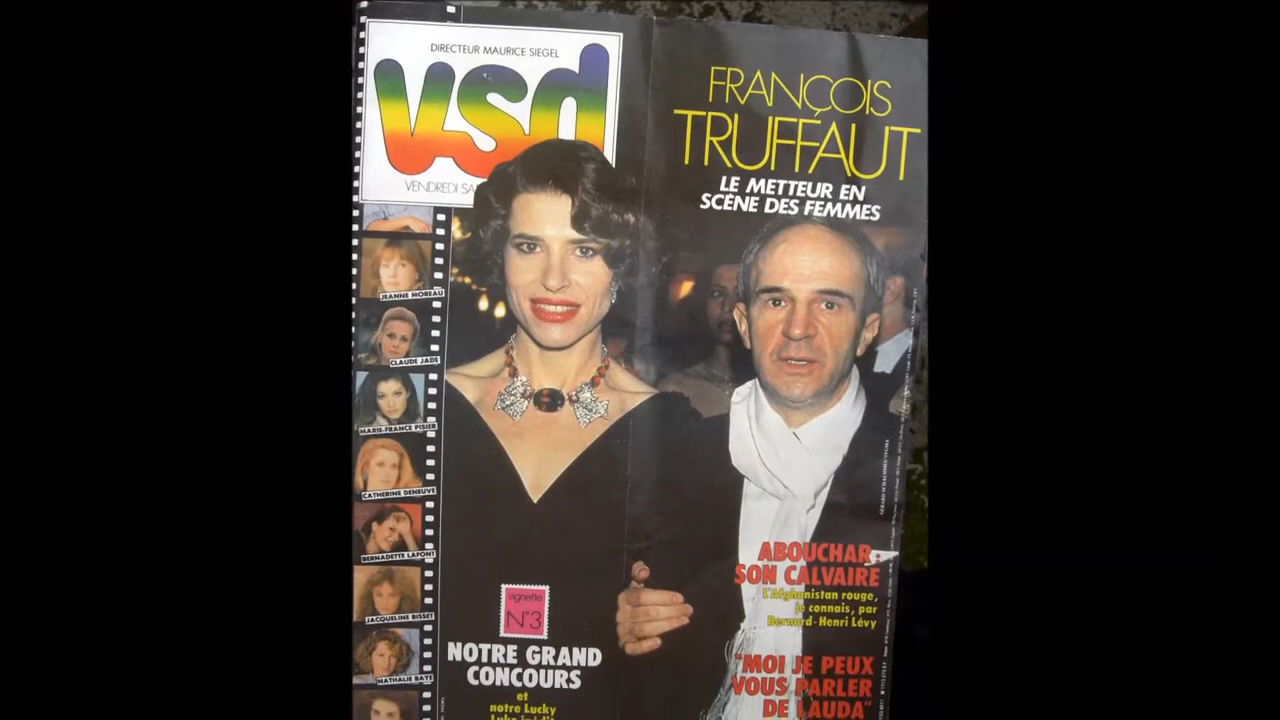 DIRECTEUR MAURICE SIEGEL
vsd
VENDREDI
FRANÇOIS
TRUFFAUT
LE METTEUR EN
SCÈNE DES FEMMES
JEANNE MOREAU
CLAUDE JADE
MARIE-FRANCE PISIER
CATHERINE DENEUVE
BERNADETTE LAFONT
JACQUELINE BISSET
NATHALIE BAYE
vignette
N°3
NOTRE GRAND
CONCOURS
et
notre Lucky
ABOUCHAR:
SON CALVAIRE
L'Afghanistan rouge,
je connais, par
Bernard-Henri Lévy
"MOI JE PEUX
VOUS PARLER
DE LAUDA"